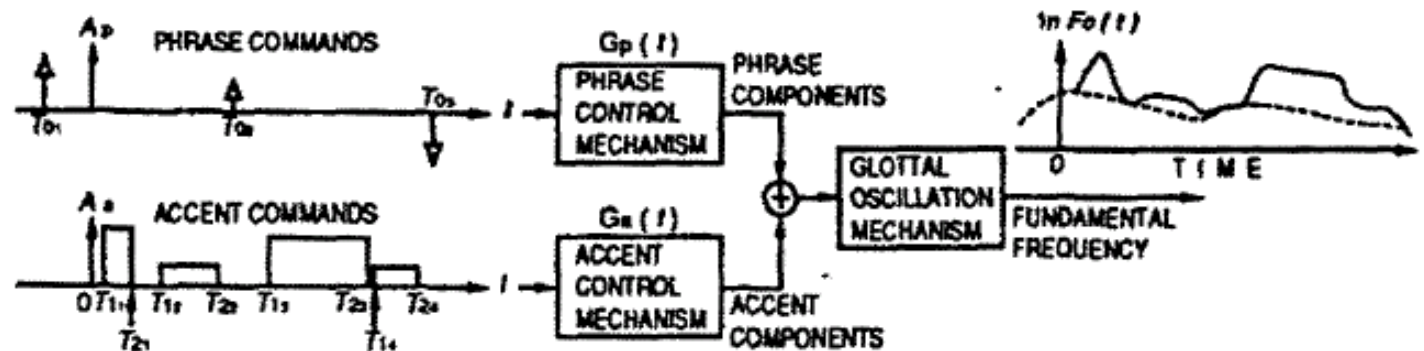 Ap
PHRASE COMMANDS
T01
T02
T03
t
Gp(t)
PHRASE
CONTROL
MECHANISM
PHRASE
COMPONENTS
Aa
ACCENT COMMANDS
0
T11
T21
T12
T22
T13
T23
T14
T24
t
Ga(t)
ACCENT
CONTROL
MECHANISM
ACCENT
COMPONENTS
GLOTTAL
OSCILLATION
MECHANISM
FUNDAMENTAL
FREQUENCY
ln Fo(t)
0
TIME